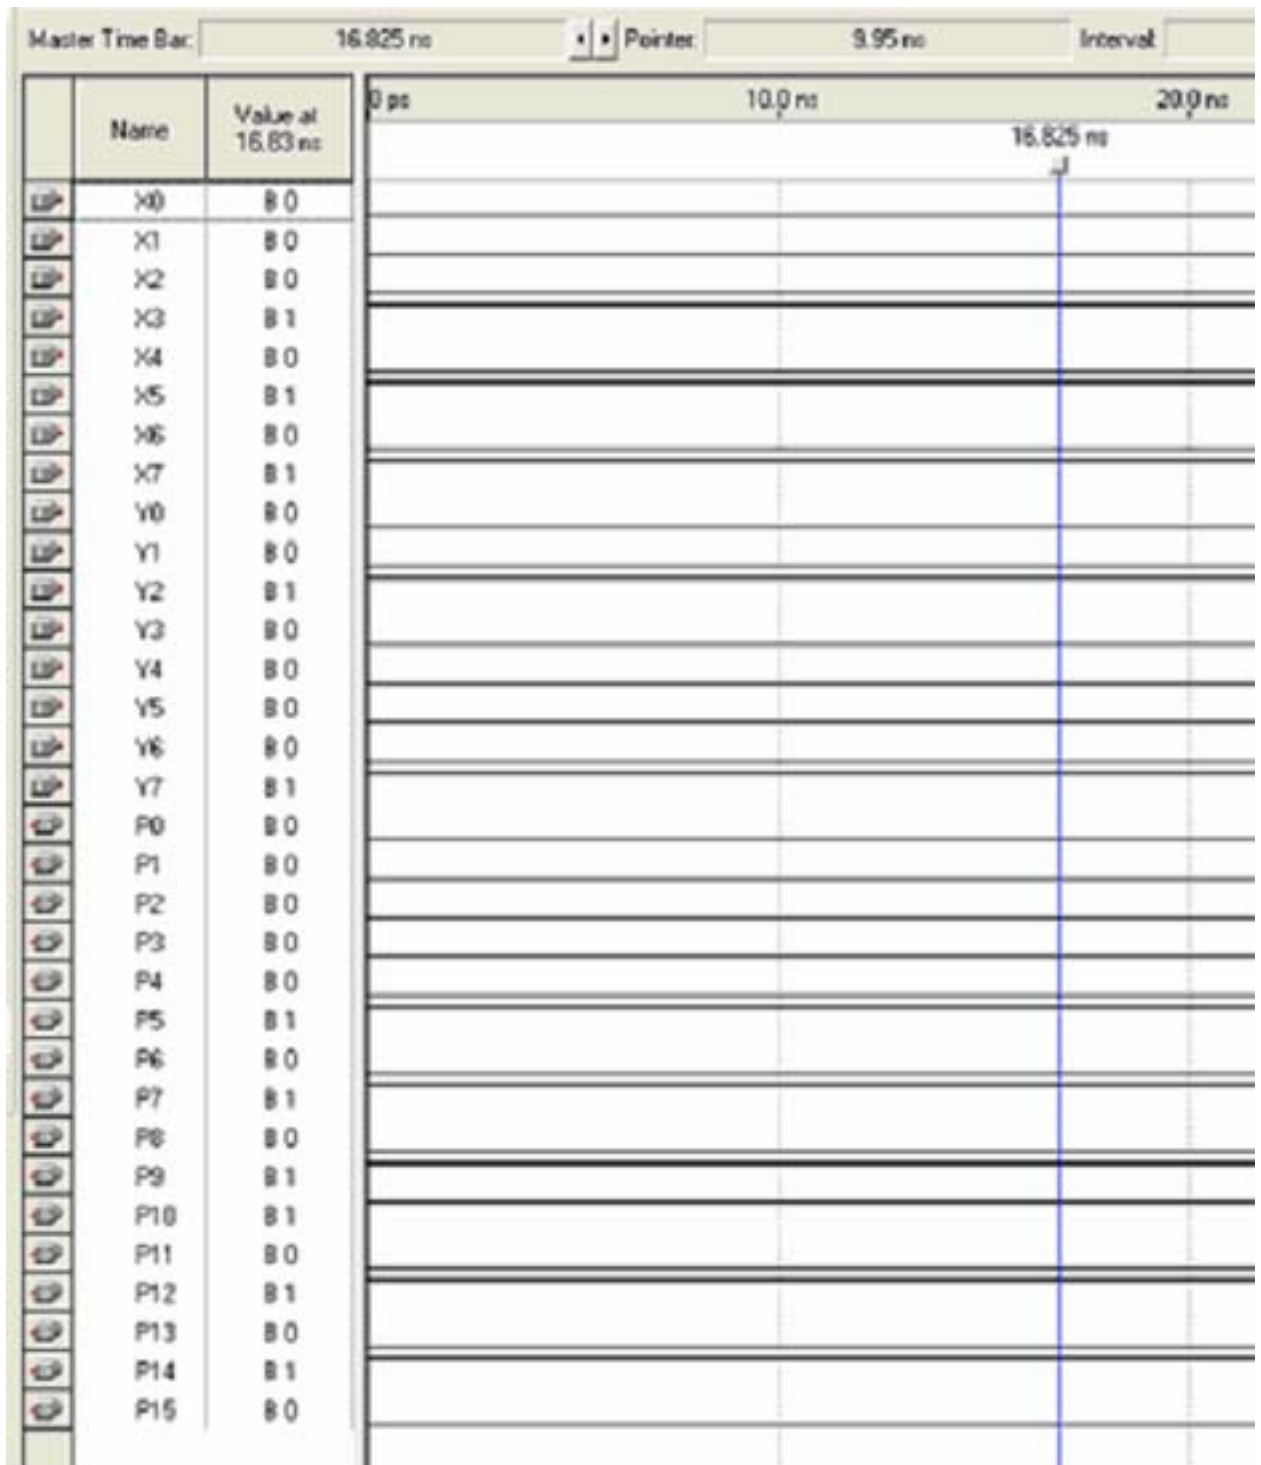 Master Time Bar: 16.825 ns Pointer: 9.95 ns Interval:
0 ps 10.0 ns 20.0 ns
Name Value at 16.83 ns
16.825 ns
X0 B 0
X1 B 0
X2 B 0
X3 B 1
X4 B 0
X5 B 1
X6 B 0
X7 B 1
Y0 B 0
Y1 B 0
Y2 B 1
Y3 B 0
Y4 B 0
Y5 B 0
Y6 B 0
Y7 B 1
P0 B 0
P1 B 0
P2 B 0
P3 B 0
P4 B 0
P5 B 1
P6 B 0
P7 B 1
P8 B 0
P9 B 1
P10 B 1
P11 B 0
P12 B 1
P13 B 0
P14 B 1
P15 B 0